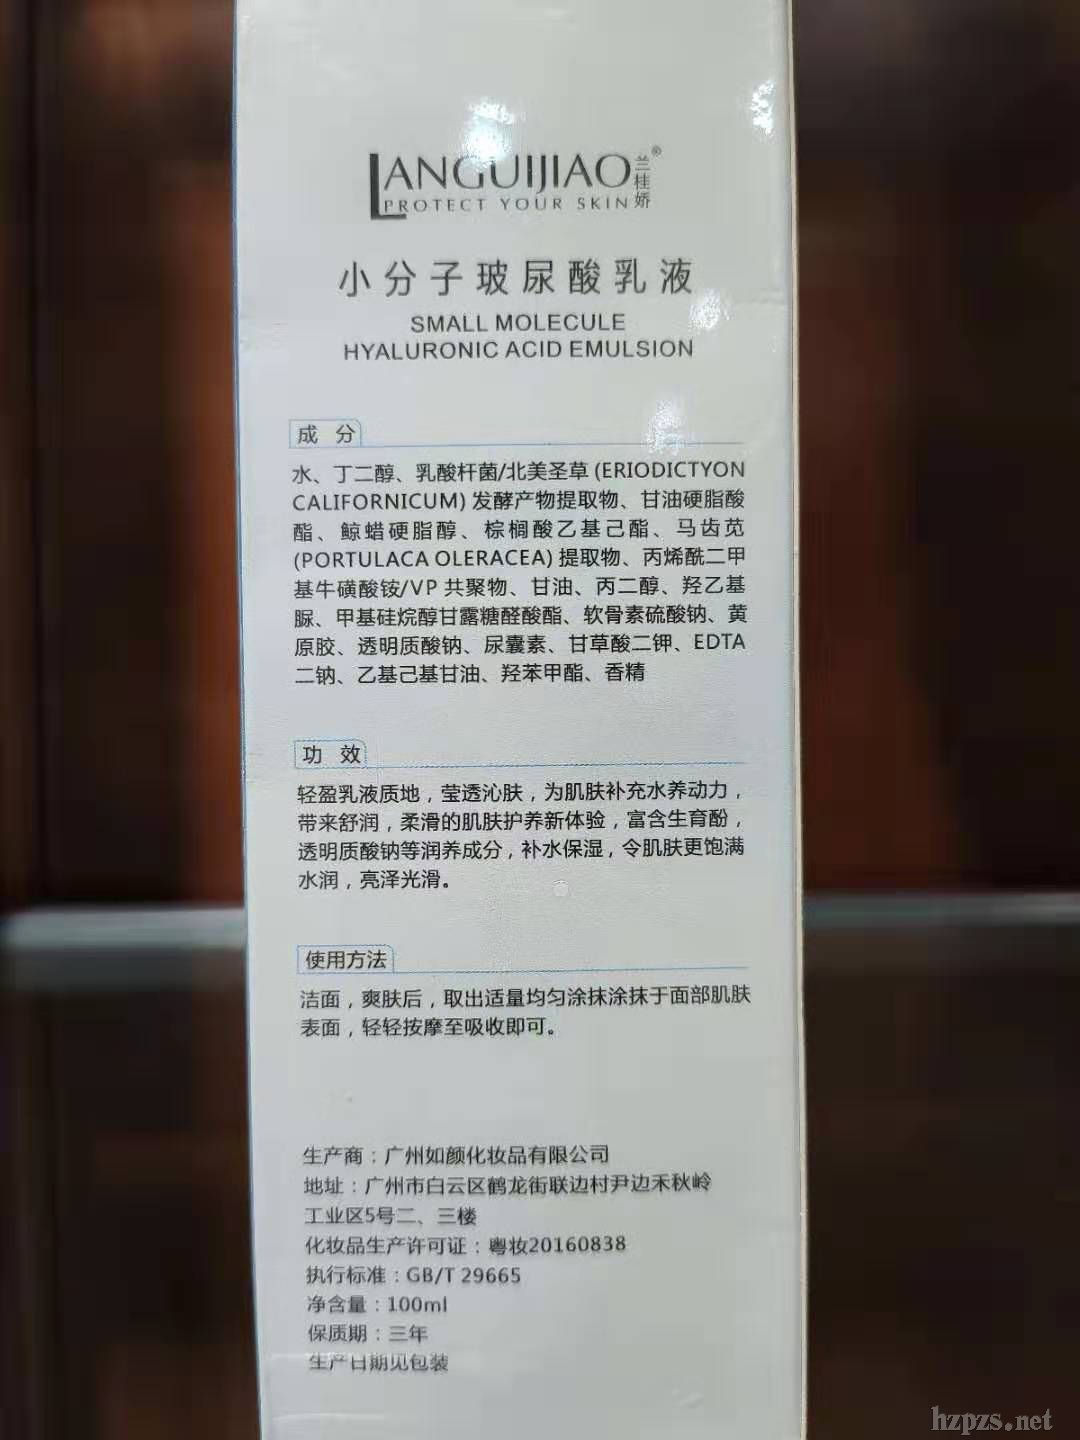 LANGUIJIAO®兰桂娇
PROTECT YOUR SKIN
小分子玻尿酸乳液
SMALL MOLECULE
HYALURONIC ACID EMULSION
成 分
水、丁二醇、乳酸杆菌/北美圣草(ERIODICTYON
CALIFORNICUM)发酵产物提取物、甘油硬脂酸
酯、鲸蜡硬脂醇、棕榈酸乙基己酯、马齿苋
(PORTULACA OLERACEA)提取物、丙烯酰二甲
基牛磺酸铵/VP 共聚物、甘油、丙二醇、羟乙基
脲、甲基硅烷醇甘露糖醛酸酯、软骨素硫酸钠、黄
原胶、透明质酸钠、尿囊素、甘草酸二钾、EDTA
二钠、乙基己基甘油、羟苯甲酯、香精
功 效
轻盈乳液质地，莹透沁肤，为肌肤补充水养动力，
带来舒润，柔滑的肌肤护养新体验，富含生育酚，
透明质酸钠等润养成分，补水保湿，令肌肤更饱满
水润，亮泽光滑。
使用方法
洁面，爽肤后，取出适量均匀涂抹涂抹于面部肌肤
表面，轻轻按摩至吸收即可。
生产商：广州如颜化妆品有限公司
地址：广州市白云区鹤龙街联边村尹边禾秋岭
工业区5号二、三楼
化妆品生产许可证：粤妆20160838
执行标准：GB/T 29665
净含量：100ml
保质期：三年
生产日期见包装
hzpzs.net